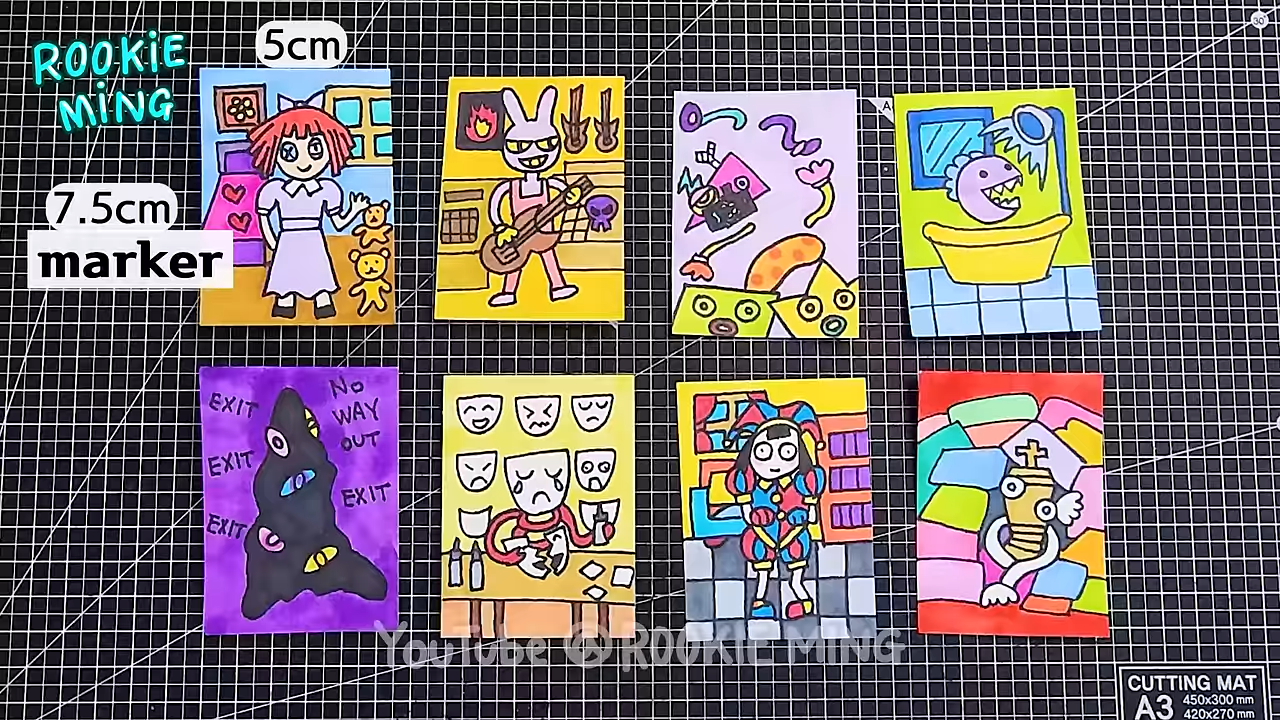 ROOKIE
MING
5cm
7.5cm
marker
30°
NO
WAY
OUT
EXIT
EXIT
EXIT
EXIT
YouTube @ROOKIE MING
CUTTING MAT
A3
450x300 mm
420x270 mm